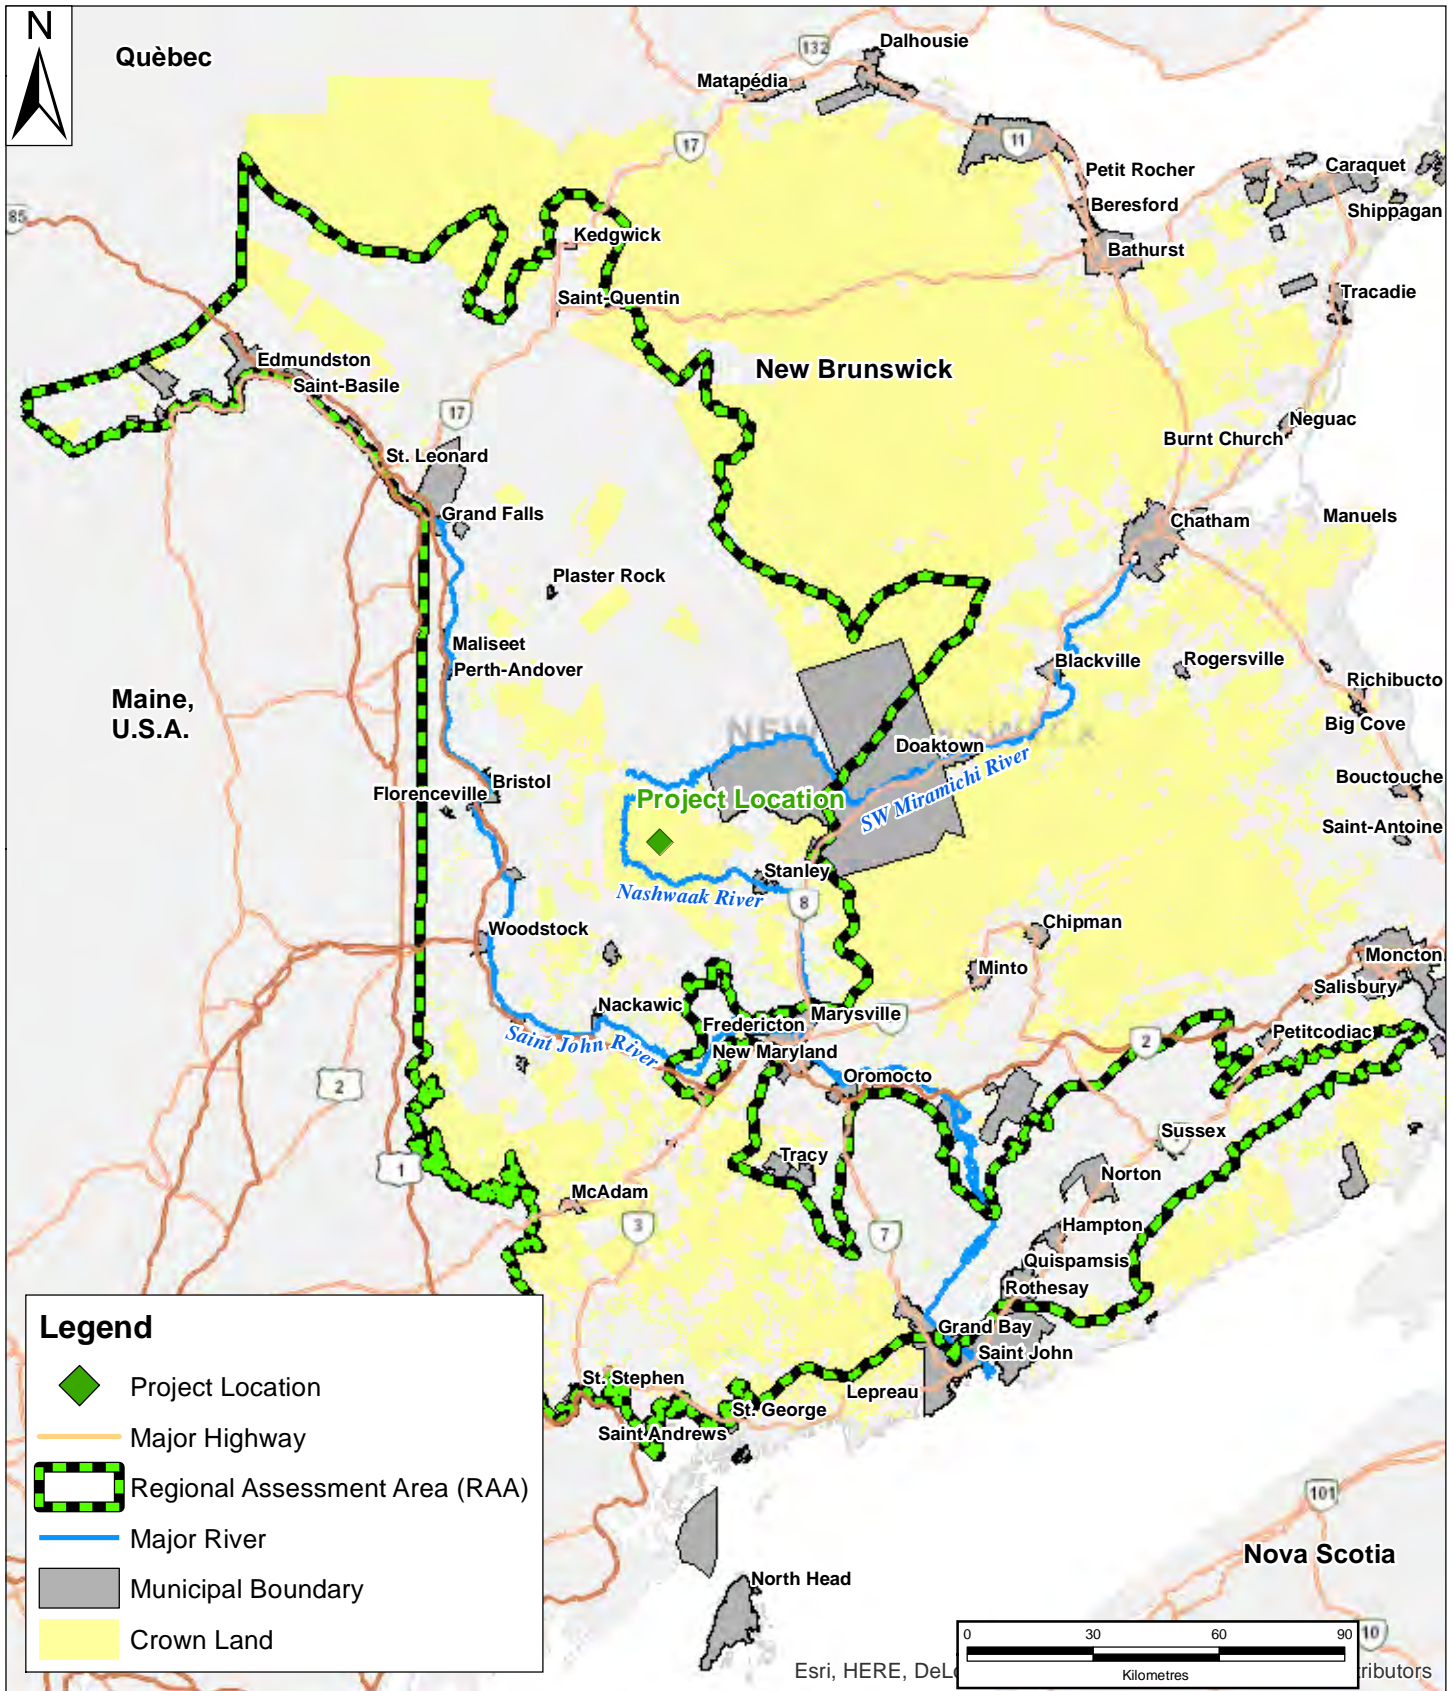 N
Quèbec
132
Dalhousie
Matapédia
17
11
Petit Rocher
Caraquet
Beresford
Shippagan
85
Kedgwick
Bathurst
Saint-Quentin
Tracadie
Edmundston
New Brunswick
Saint-Basile
17
Neguac
Burnt Church
St. Leonard
Grand Falls
Chatham
Manuels
Plaster Rock
Maliseet
Perth-Andover
Blackville
Rogersville
Richibucto
Maine,
U.S.A.
Big Cove
Doaktown
SW Miramichi River
Bristol
Florenceville
Project Location
Bouctouche
Saint-Antoine
Stanley
Nashwaak River
8
Woodstock
Chipman
Moncton
Minto
Salisbury
Nackawic
Fredericton
Marysville
Saint John River
New Maryland
2
Petitcodiac
Oromocto
2
1
Tracy
Sussex
Norton
McAdam
3
7
Hampton
Quispamsis
Rothesay
Grand Bay
Saint John
St. Stephen
Lepreau
St. George
Saint Andrews
101
Nova Scotia
North Head
10
Legend
Project Location
Major Highway
Regional Assessment Area (RAA)
Major River
Municipal Boundary
Crown Land
0 30 60 90
Kilometres
Esri, HERE, DeL
tributors